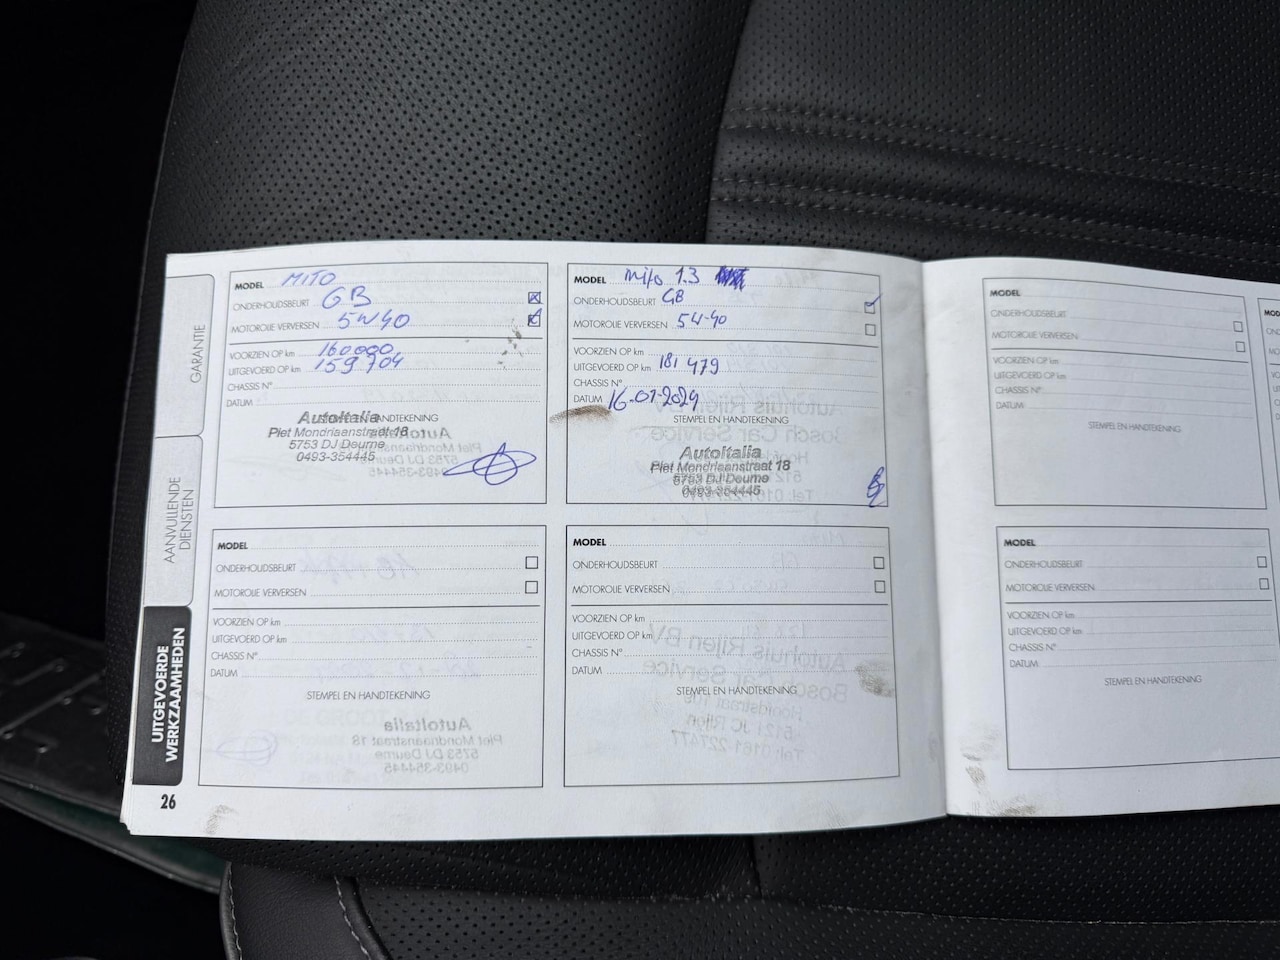 GARANTIE
AANVULLENDE
DIENSTEN
UITGEVOERDE
WERKZAAMHEDEN
26
MODEL MITO
ONDERHOUDSBEURT GB
MOTOROLIE VERVERSEN 5W40
VOORZIEN OP km 160.000
UITGEVOERD OP km 159704
CHASSIS N°
DATUM
STEMPEL EN HANDTEKENING
AutoItalia
Piet Mondriaanstraat 18
5753 DJ Deurne
0493-354445
MODEL Mito 1.3
ONDERHOUDSBEURT GB
MOTOROLIE VERVERSEN 5W-40
VOORZIEN OP km
UITGEVOERD OP km 181 479
CHASSIS N°
DATUM 16-01-2024
STEMPEL EN HANDTEKENING
AutoItalia
Piet Mondriaanstraat 18
5753 DJ Deurne
0493-354445
MODEL
ONDERHOUDSBEURT
MOTOROLIE VERVERSEN
VOORZIEN OP km
UITGEVOERD OP km
CHASSIS N°
DATUM
STEMPEL EN HANDTEKENING
MODEL
ONDERHOUDSBEURT
MOTOROLIE VERVERSEN
VOORZIEN OP km
UITGEVOERD OP km
CHASSIS N°
DATUM
STEMPEL EN HANDTEKENING
MODEL
ONDERHOUDSBEURT
MOTOROLIE VERVERSEN
VOORZIEN OP km
UITGEVOERD OP km
CHASSIS N°
DATUM
STEMPEL EN HANDTEKENING
MODEL
ONDERHOUDSBEURT
MOTOROLIE VERVERSEN
VOORZIEN OP km
UITGEVOERD OP km
CHASSIS N°
DATUM
STEMPEL EN HANDTEKENING